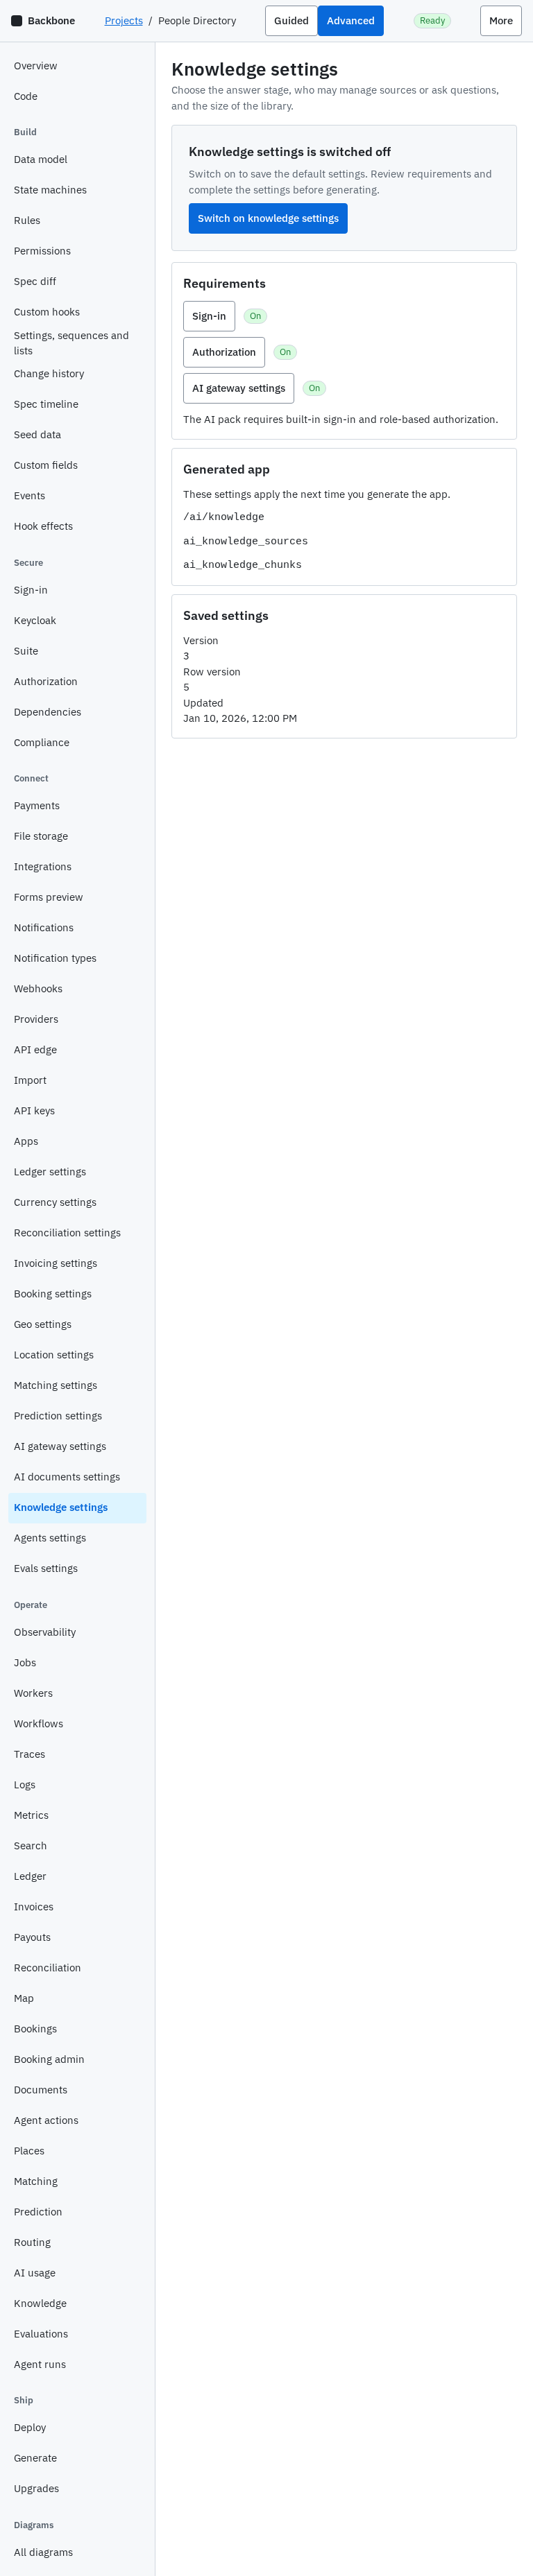 Backbone
Projects / People Directory
Guided
Advanced
Ready
More
Overview
Code
Build
Data model
State machines
Rules
Permissions
Spec diff
Custom hooks
Settings, sequences and
lists
Change history
Spec timeline
Seed data
Custom fields
Events
Hook effects
Secure
Sign-in
Keycloak
Suite
Authorization
Dependencies
Compliance
Connect
Payments
File storage
Integrations
Forms preview
Notifications
Notification types
Webhooks
Providers
API edge
Import
API keys
Apps
Ledger settings
Currency settings
Reconciliation settings
Invoicing settings
Booking settings
Geo settings
Location settings
Matching settings
Prediction settings
AI gateway settings
AI documents settings
Knowledge settings
Agents settings
Evals settings
Operate
Observability
Jobs
Workers
Workflows
Traces
Logs
Metrics
Search
Ledger
Invoices
Payouts
Reconciliation
Map
Bookings
Booking admin
Documents
Agent actions
Places
Matching
Prediction
Routing
AI usage
Knowledge
Evaluations
Agent runs
Ship
Deploy
Generate
Upgrades
Diagrams
All diagrams
Knowledge settings
Choose the answer stage, who may manage sources or ask questions,
and the size of the library.
Knowledge settings is switched off
Switch on to save the default settings. Review requirements and
complete the settings before generating.
Switch on knowledge settings
Requirements
Sign-in On
Authorization On
AI gateway settings On
The AI pack requires built-in sign-in and role-based authorization.
Generated app
These settings apply the next time you generate the app.
/ai/knowledge
ai_knowledge_sources
ai_knowledge_chunks
Saved settings
Version
3
Row version
5
Updated
Jan 10, 2026, 12:00 PM